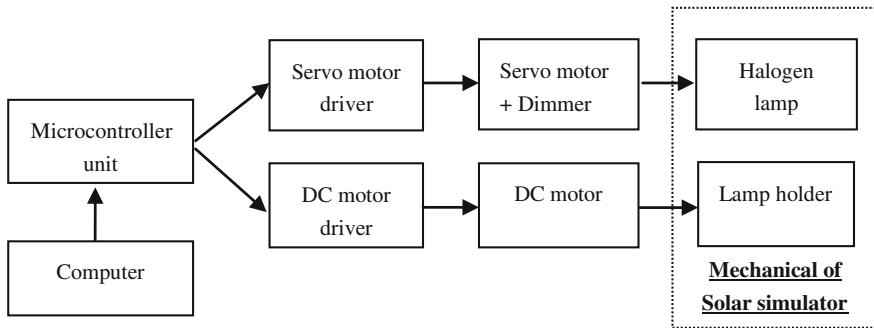 Microcontroller
unit
Computer
Servo motor
driver
Servo motor
+ Dimmer
Halogen
lamp
DC motor
driver
DC motor
Lamp holder
Mechanical of
Solar simulator